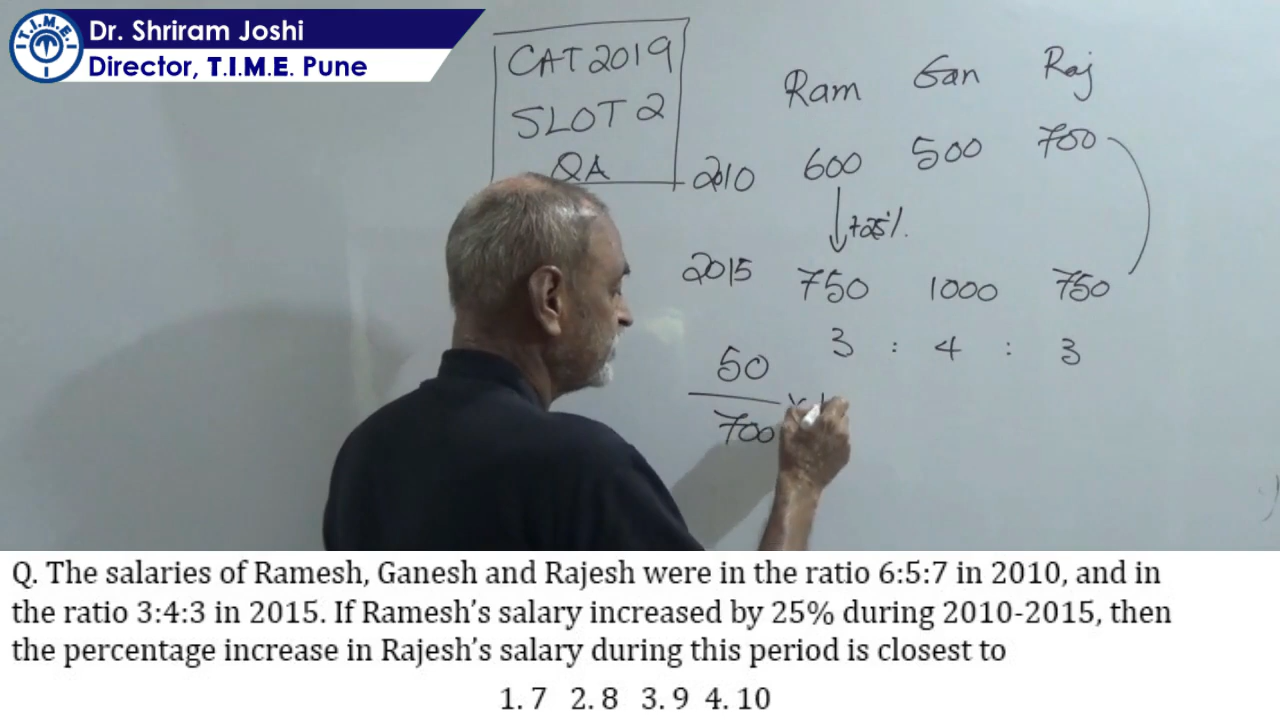 T.I.M.E.
Dr. Shriram Joshi
Director, T.I.M.E. Pune
CAT 2019
SLOT 2
QA
Ram Gan Raj
2010 600 500 700
+25%.
2015 750 1000 750
3 : 4 : 3
50
700
Q. The salaries of Ramesh, Ganesh and Rajesh were in the ratio 6:5:7 in 2010, and in
the ratio 3:4:3 in 2015. If Ramesh’s salary increased by 25% during 2010-2015, then
the percentage increase in Rajesh’s salary during this period is closest to
1. 7 2. 8 3. 9 4. 10